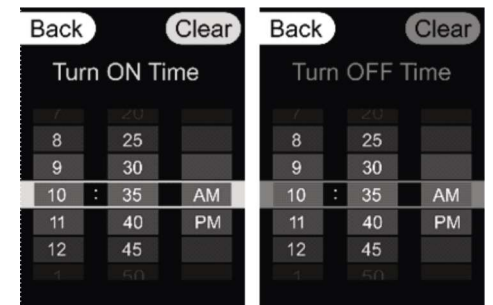 Back Clear
Turn ON Time
7 20
8 25
9 30
10 : 35 AM
11 40 PM
12 45
1 50
Back Clear
Turn OFF Time
7 20
8 25
9 30
10 : 35 AM
11 40 PM
12 45
1 50